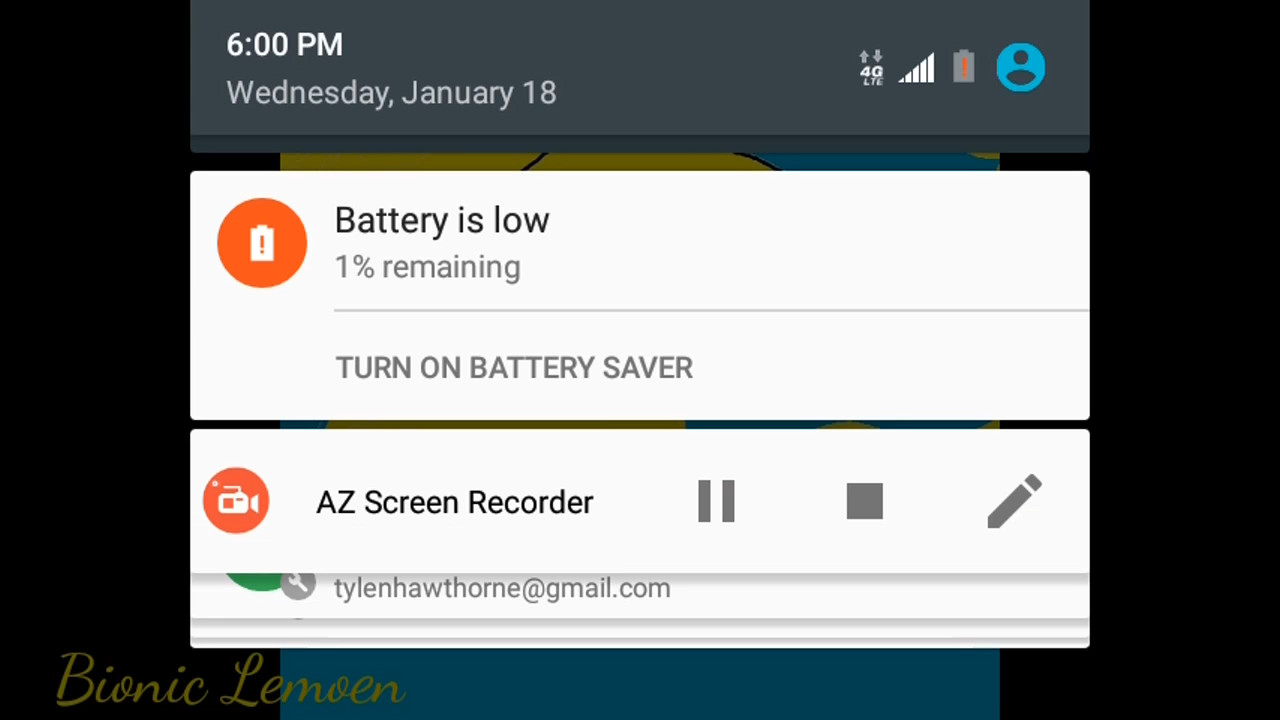 6:00 PM
Wednesday, January 18
4G
LTE
Battery is low
1% remaining
TURN ON BATTERY SAVER
AZ Screen Recorder
tylenhawthorne@gmail.com
Bionic Lemoen